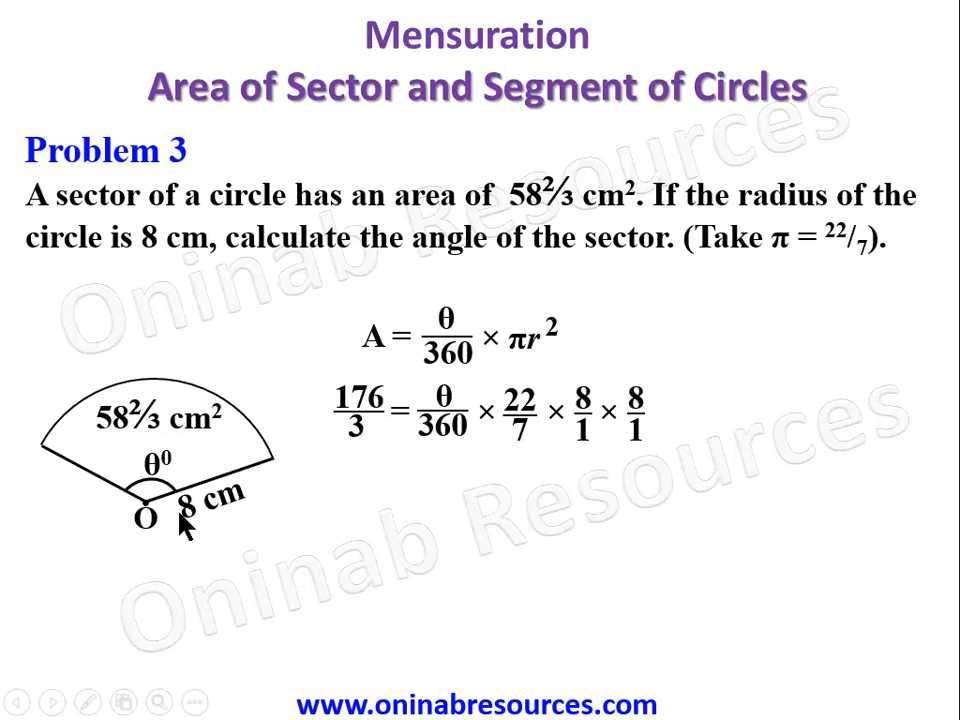 Mensuration
Area of Sector and Segment of Circles
Problem 3
A sector of a circle has an area of 58⅔ cm². If the radius of the
circle is 8 cm, calculate the angle of the sector. (Take π = ²²/₇).
A = θ/360 × πr²
176/3 = θ/360 × 22/7 × 8/1 × 8/1
58⅔ cm²
θ⁰
8 cm
O
Oninab Resources
Oninab Resources
www.oninabresources.com